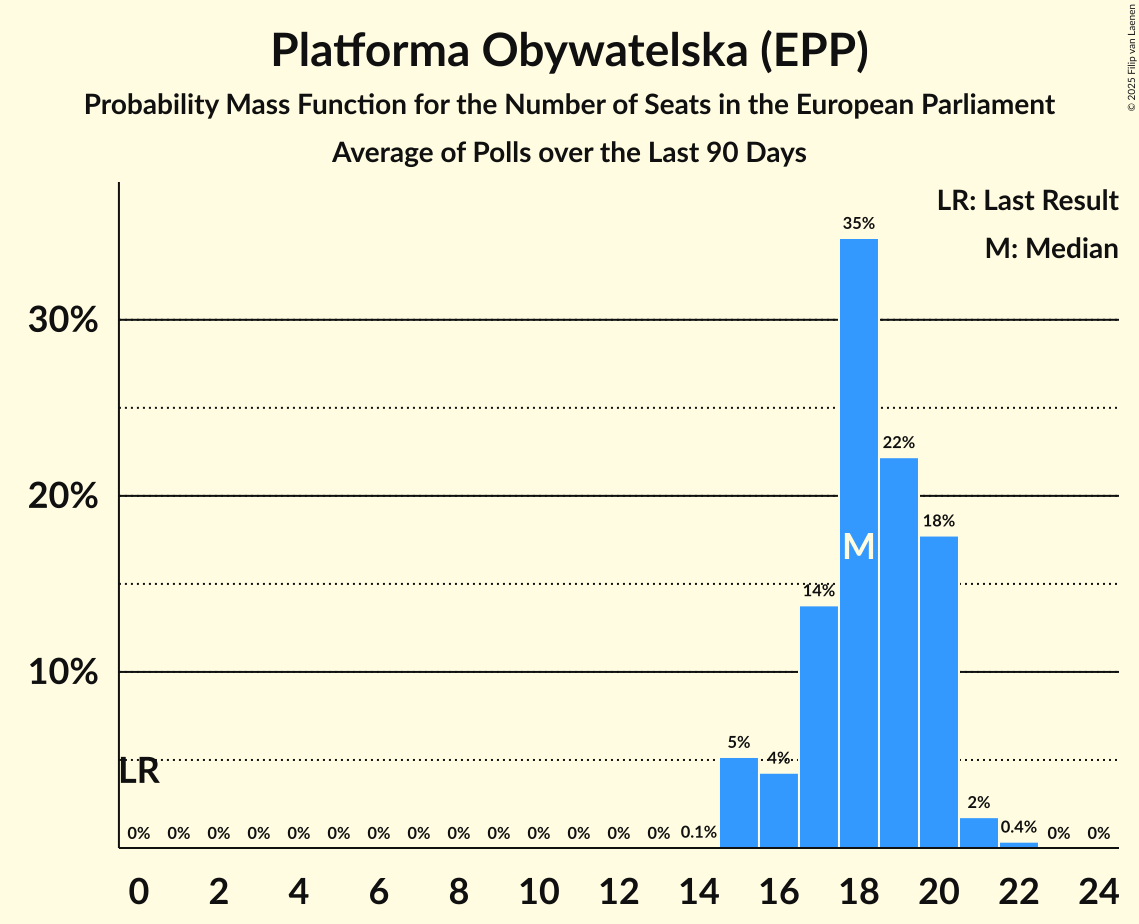 Platforma Obywatelska (EPP)
Probability Mass Function for the Number of Seats in the European Parliament
Average of Polls over the Last 90 Days
© 2025 Filip van Laenen
LR: Last Result
M: Median
35%
30%
22%
20%
18%
M
14%
10%
5%
4%
LR
2%
0% 0% 0% 0% 0% 0% 0% 0% 0% 0% 0% 0% 0% 0% 0.1% 0.4% 0% 0%
0 2 4 6 8 10 12 14 16 18 20 22 24